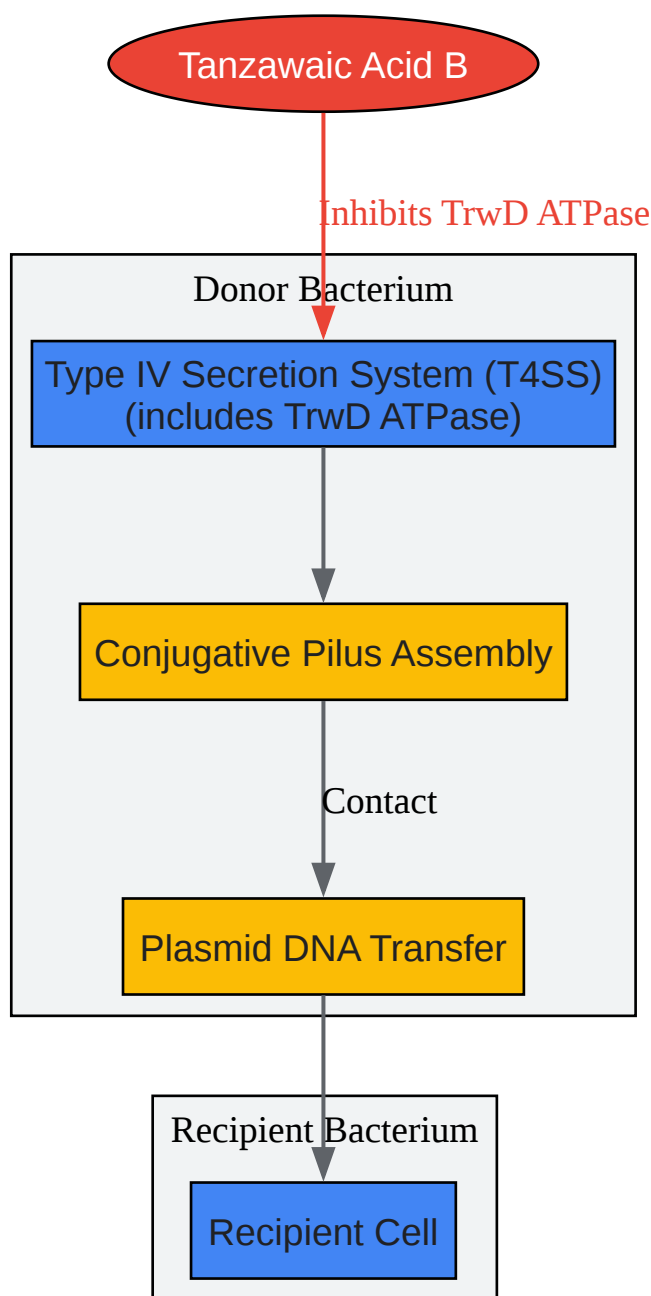 Tanzawaic Acid B
Inhibits TrwD ATPase
Donor Bacterium
Type IV Secretion System (T4SS)
(includes TrwD ATPase)
Conjugative Pilus Assembly
Contact
Plasmid DNA Transfer
Recipient Bacterium
Recipient Cell